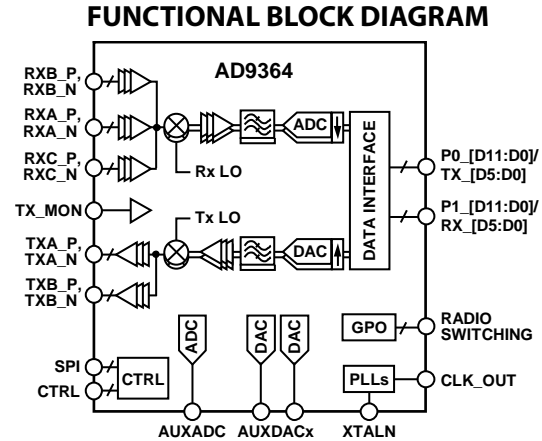 FUNCTIONAL BLOCK DIAGRAM
AD9364
RXB_P,
RXB_N
RXA_P,
RXA_N
RXC_P,
RXC_N
TX_MON
TXA_P,
TXA_N
TXB_P,
TXB_N
SPI
CTRL
CTRL
Rx LO
Tx LO
ADC
DAC
DATA INTERFACE
P0_[D11:D0]/
TX_[D5:D0]
P1_[D11:D0]/
RX_[D5:D0]
ADC
DAC
DAC
GPO
RADIO
SWITCHING
PLLs
CLK_OUT
AUXADC
AUXDACx
XTALN